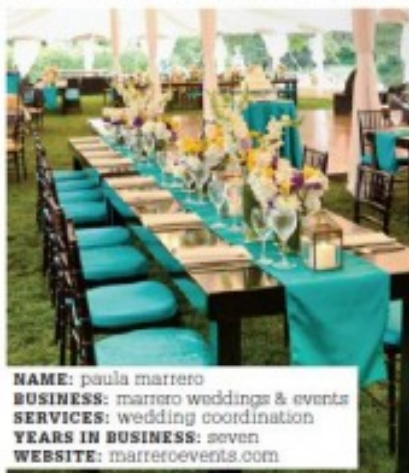 NAME: paula marrero
BUSINESS: marrero weddings & events
SERVICES: wedding coordination
YEARS IN BUSINESS: seven
WEBSITE: marreroevents.com